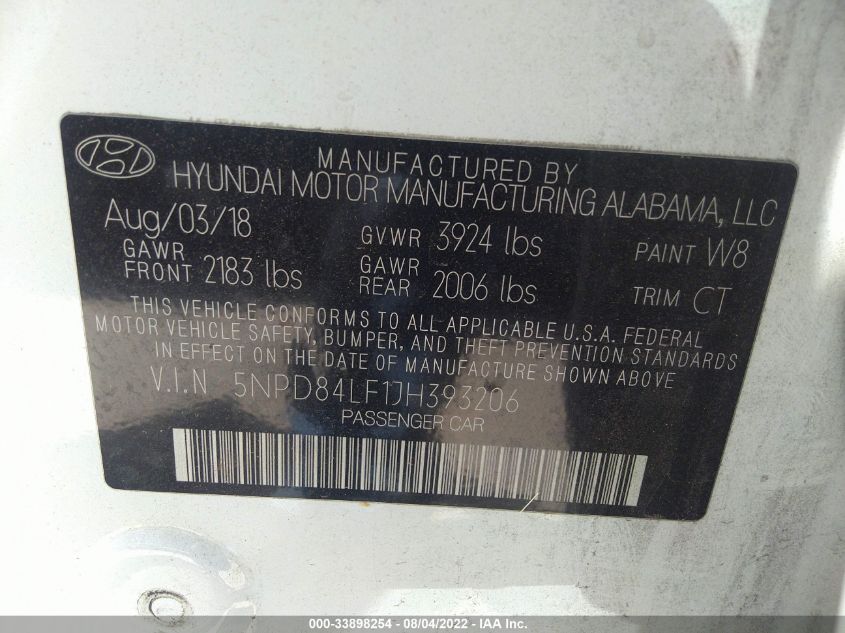 MANUFACTURED BY
HYUNDAI MOTOR MANUFACTURING ALABAMA, LLC
Aug/03/18 GVWR 3924 lbs PAINT W8
GAWR FRONT 2183 lbs GAWR REAR 2006 lbs TRIM CT
THIS VEHICLE CONFORMS TO ALL APPLICABLE U.S.A. FEDERAL
MOTOR VEHICLE SAFETY, BUMPER, AND THEFT PREVENTION STANDARDS
IN EFFECT ON THE DATE OF MANUFACTURE SHOWN ABOVE.
V.I.N 5NPD84LF1JH393206
PASSENGER CAR
000-33898254 - 08/04/2022 - IAA Inc.